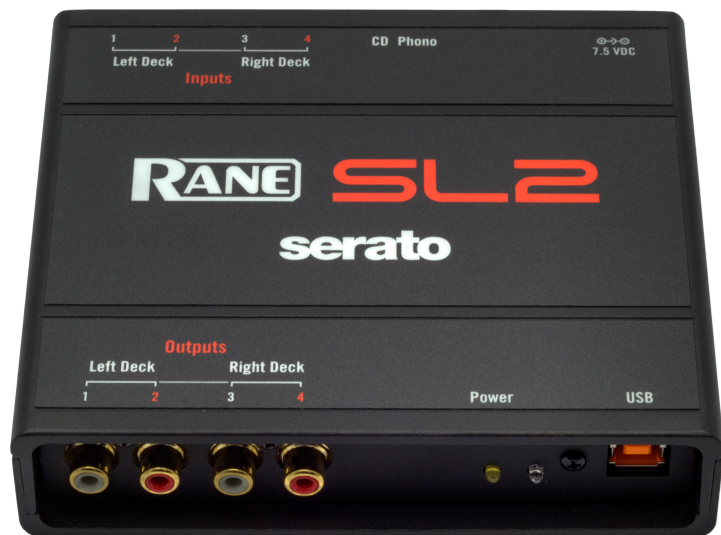 1 2 3 4 CD Phono
Left Deck Right Deck 7.5 VDC
Inputs
RANE SL2
serato
Outputs
Left Deck Right Deck
1 2 3 4 Power USB